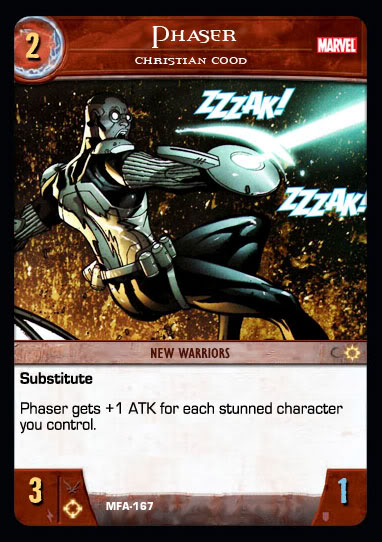 2
PHASER
CHRISTIAN COOD
MARVEL
ZZZAK!
ZZZAK!
NEW WARRIORS
Substitute
Phaser gets +1 ATK for each stunned character
you control.
3
MFA-167
1